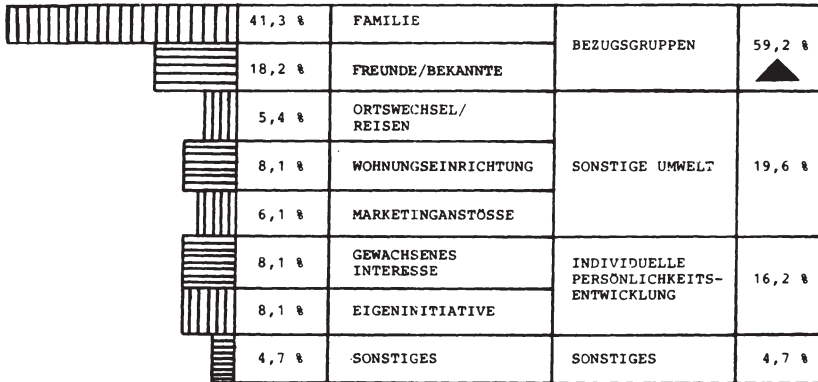 41,3 % FAMILIE
BEZUGSGRUPPEN 59,2 %
18,2 % FREUNDE/BEKANNTE
5,4 % ORTSWECHSEL/
REISEN
8,1 % WOHNUNGSEINRICHTUNG SONSTIGE UMWELT 19,6 %
6,1 % MARKETINGANSTÖSSE
8,1 % GEWACHSENES
INTERESSE
INDIVIDUELLE
PERSÖNLICHKEITS-
ENTWICKLUNG
16,2 %
8,1 % EIGENINITIATIVE
4,7 % SONSTIGES SONSTIGES 4,7 %